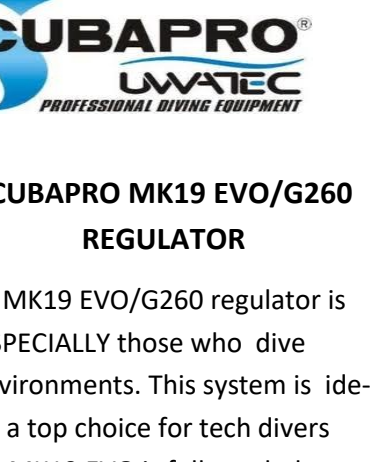 CUBAPRO®
UWATEC
PROFESSIONAL DIVING EQUIPMENT
CUBAPRO MK19 EVO/G260
REGULATOR
MK19 EVO/G260 regulator is
SPECIALLY those who dive
vironments. This system is ide-
a top choice for tech divers